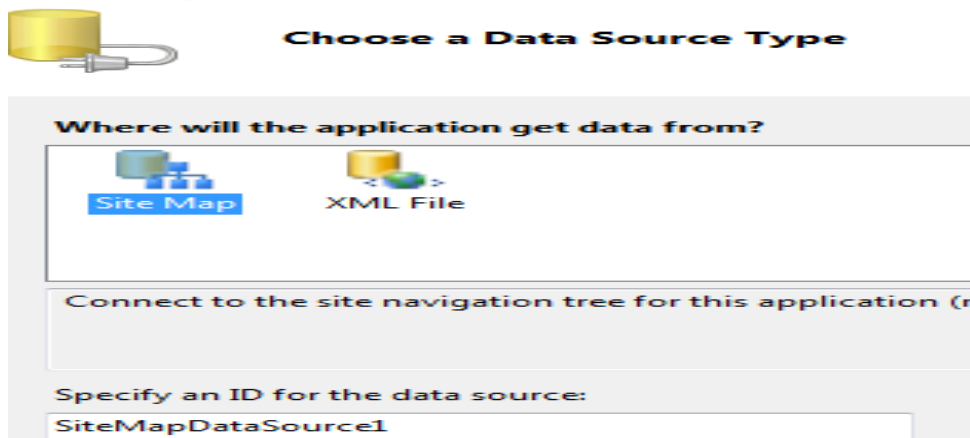 Choose a Data Source Type
Where will the application get data from?
Site Map XML File
Connect to the site navigation tree for this application (
Specify an ID for the data source:
SiteMapDataSource1